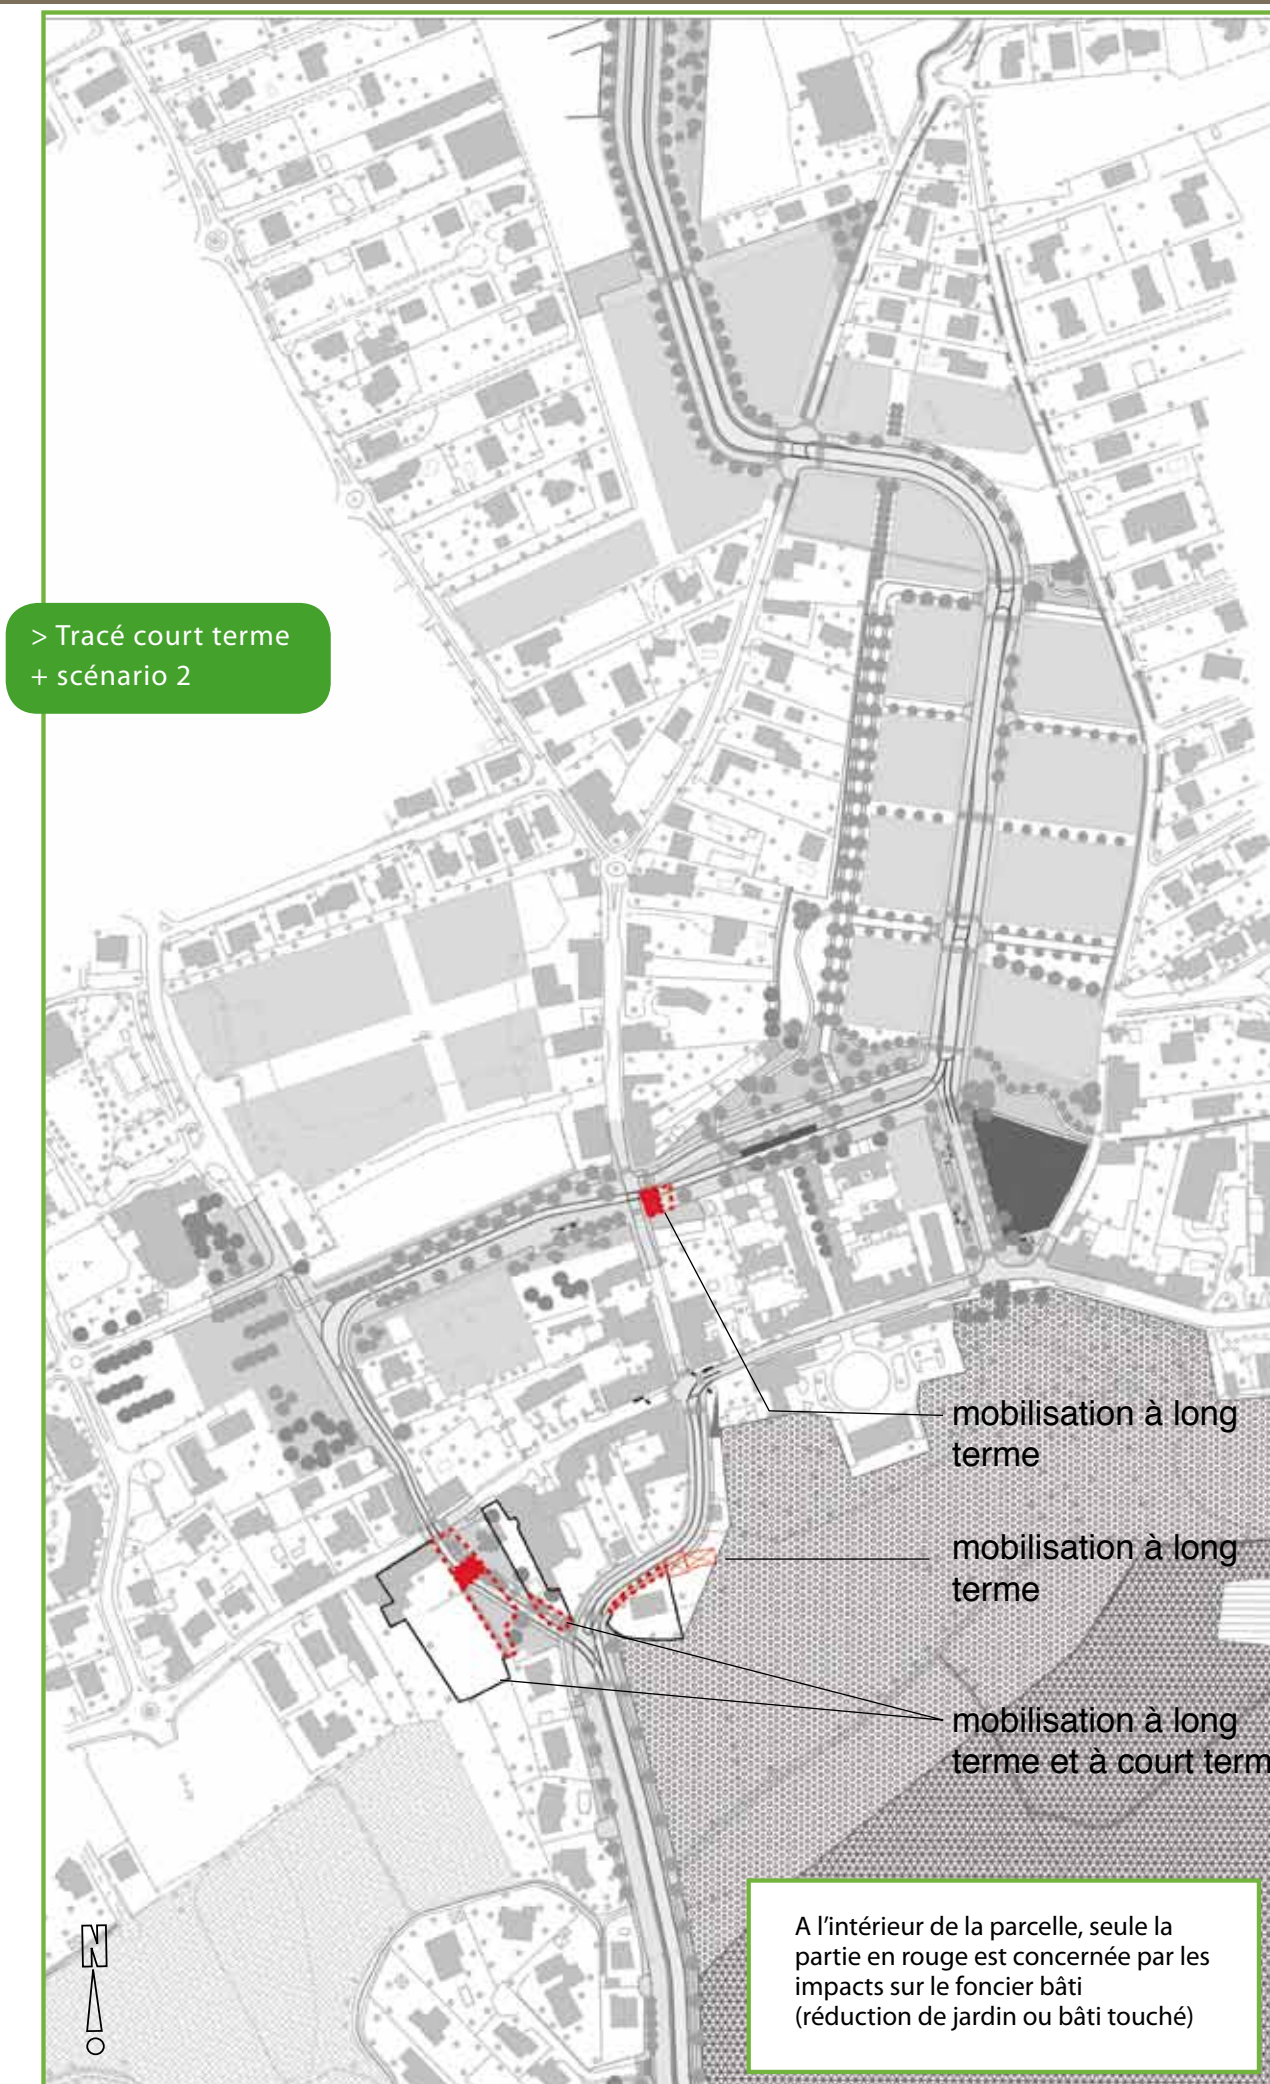 > Tracé court terme
+ scénario 2
mobilisation à long
terme
mobilisation à long
terme
mobilisation à long
terme et à court term
N
A l'intérieur de la parcelle, seule la
partie en rouge est concernée par les
impacts sur le foncier bâti
(réduction de jardin ou bâti touché)